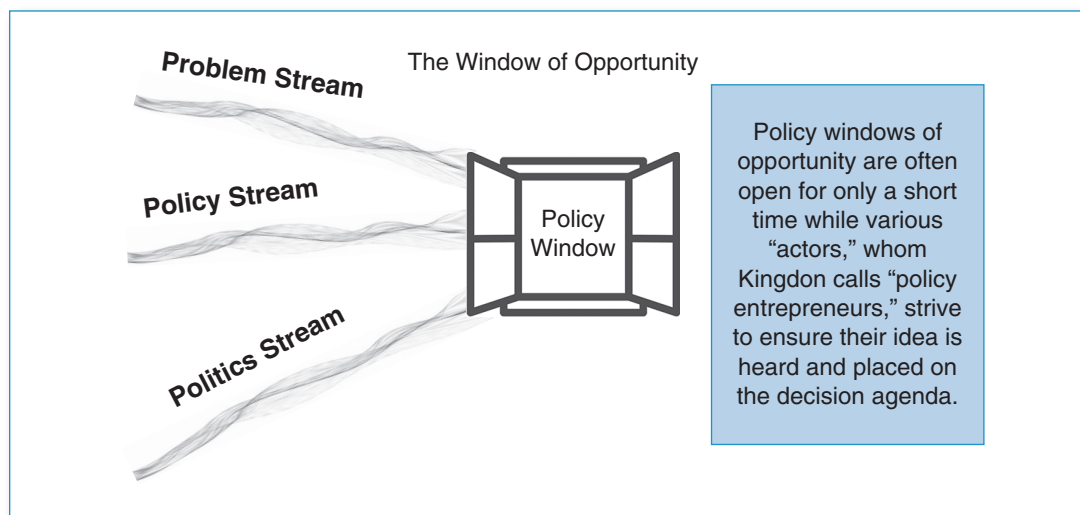 The Window of Opportunity
Problem Stream
Policy Stream
Politics Stream
Policy
Window
Policy windows of
opportunity are often
open for only a short
time while various
“actors,” whom
Kingdon calls “policy
entrepreneurs,” strive
to ensure their idea is
heard and placed on
the decision agenda.